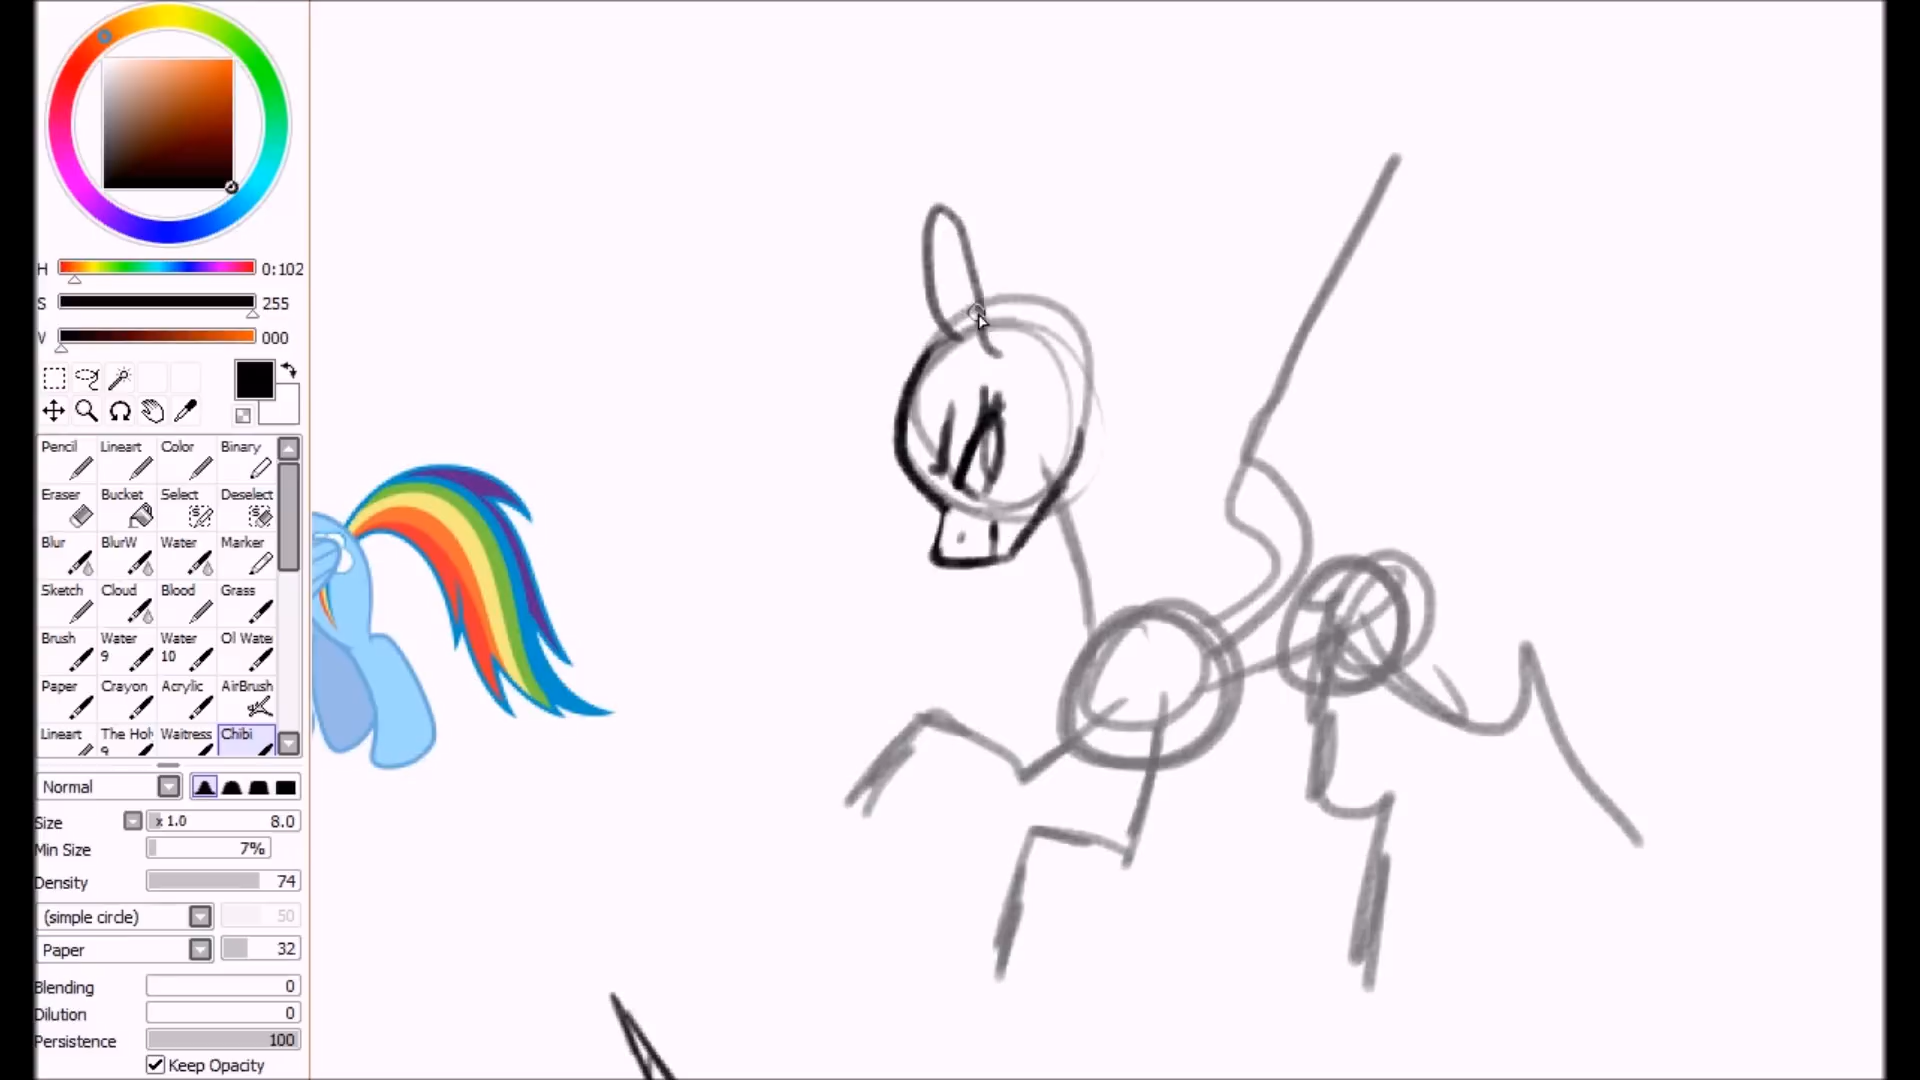 H 0:102
S 255
V 000
Pencil Lineart Color Binary
Eraser Bucket Select Deselect
Blur BlurW Water Marker
Sketch Cloud Blood Grass
Brush Water Water Ol Wate
9 10
Paper Crayon Acrylic AirBrush
Lineart The Hol Waitress Chibi
9
Normal
Size x 1.0 8.0
Min Size 7%
Density 74
(simple circle) 50
Paper 32
Blending 0
Dilution 0
Persistence 100
Keep Opacity